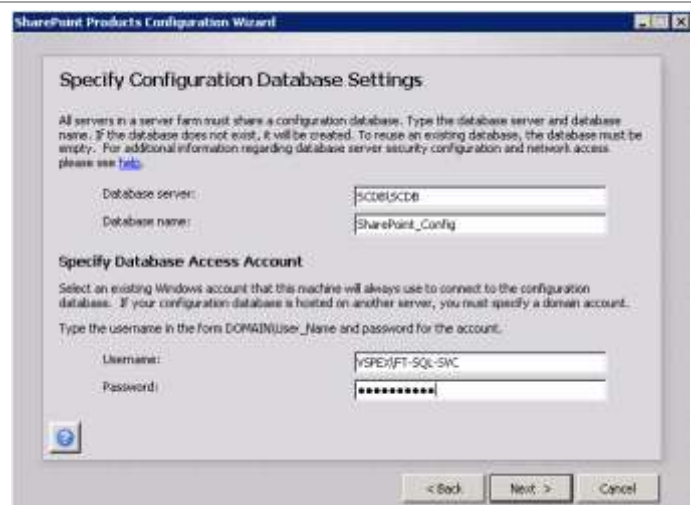 SharePoint Products Configuration Wizard
Specify Configuration Database Settings
All servers in a server farm must share a configuration database. Type the database server and database
name. If the database does not exist, it will be created. To reuse an existing database, the database must be
empty. For additional information regarding database server security configuration and network access
please see help.
Database server: SCDB\SCDB
Database name: SharePoint_Config
Specify Database Access Account
Select an existing Windows account that this machine will always use to connect to the configuration
database. If your configuration database is hosted on another server, you must specify a domain account.
Type the username in the form DOMAIN\User_Name and password for the account.
Username: VSPEX\FT-SQL-SVC
Password: ●●●●●●●●●●
?
< Back Next > Cancel